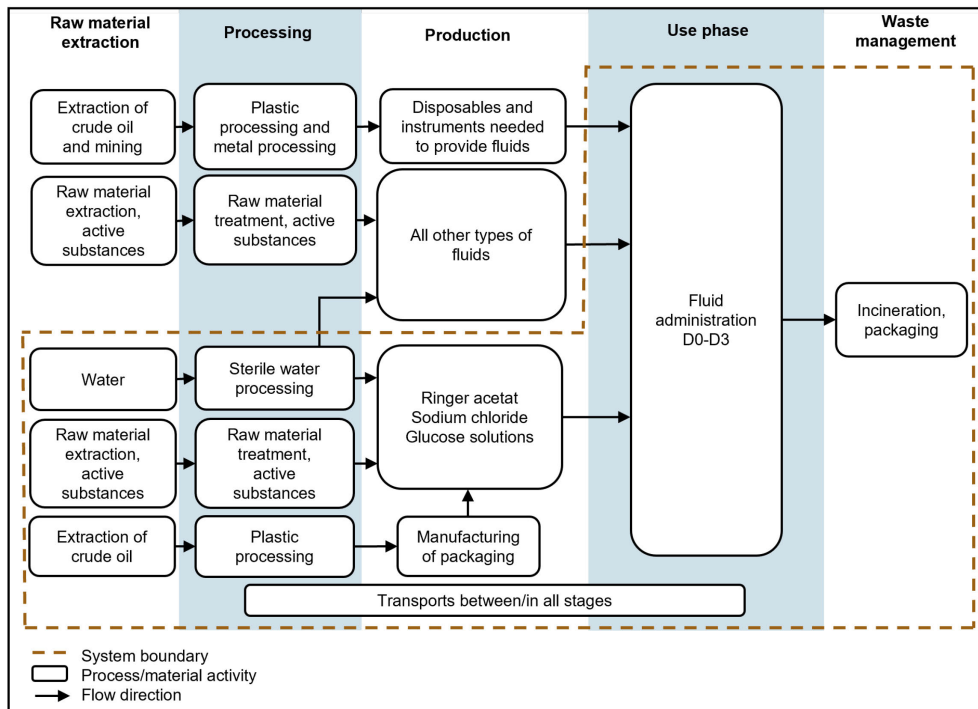 Raw material
extraction
Processing
Production
Use phase
Waste
management
Extraction of
crude oil
and mining
Plastic
processing and
metal processing
Disposables and
instruments needed
to provide fluids
Raw material
extraction,
active
substances
Raw material
treatment, active
substances
All other types of
fluids
Fluid
administration
D0-D3
Incineration,
packaging
Water
Sterile water
processing
Ringer acetat
Sodium chloride
Glucose solutions
Raw material
extraction,
active
substances
Raw material
treatment,
active
substances
Extraction of
crude oil
Plastic
processing
Manufacturing
of packaging
Transports between/in all stages
System boundary
Process/material activity
Flow direction